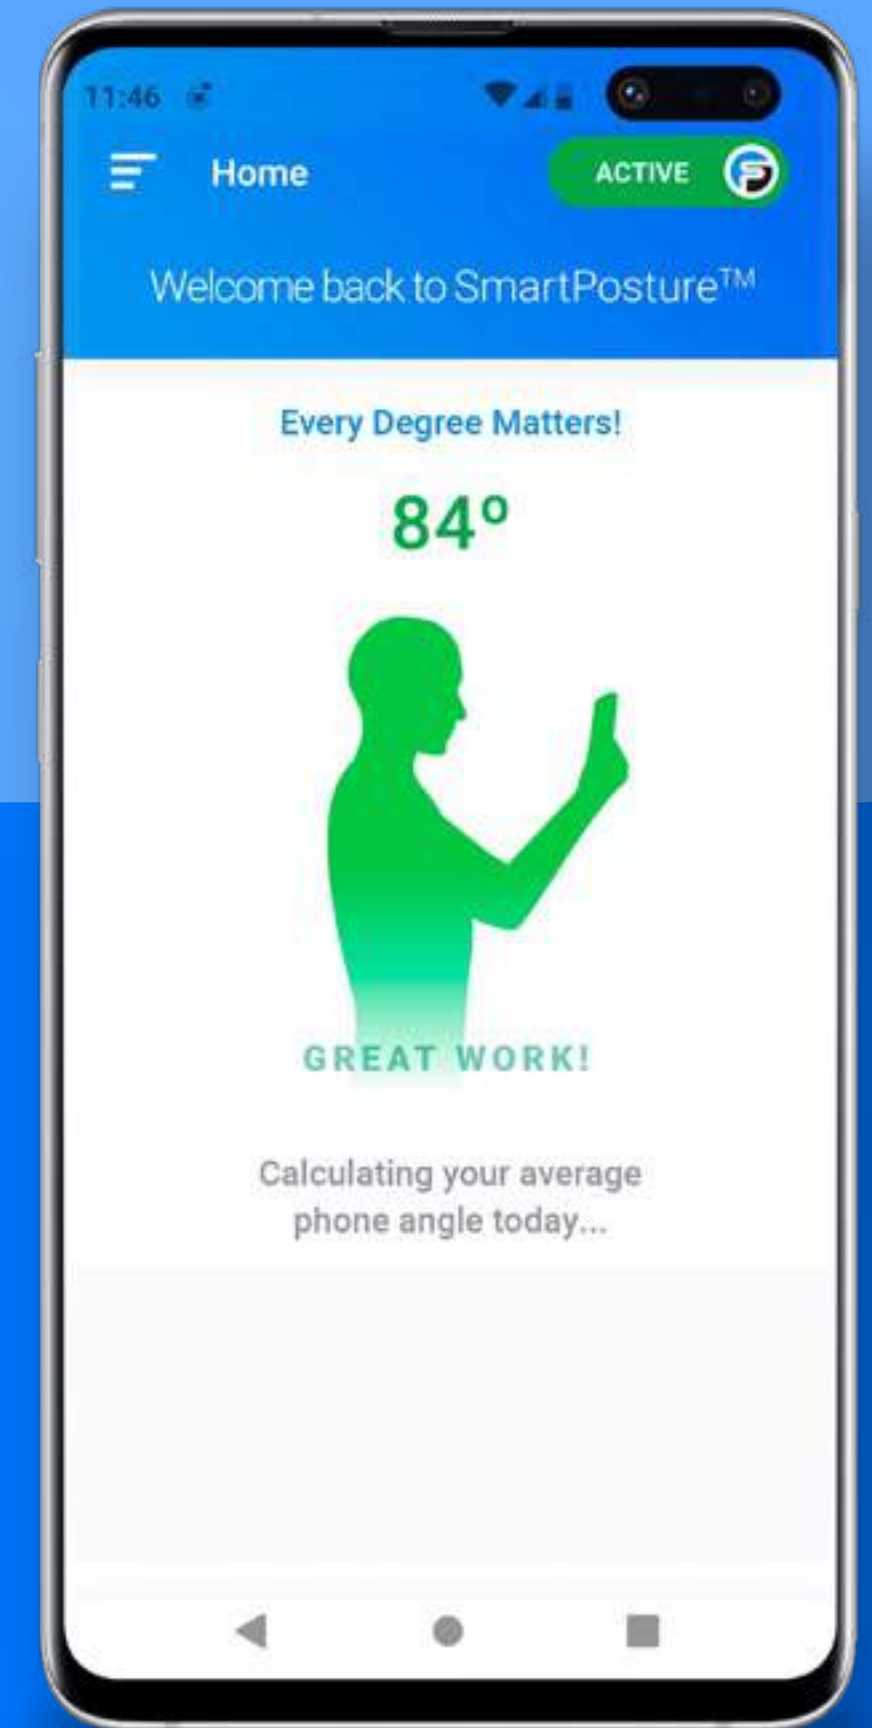 11:46
Home
ACTIVE
Welcome back to SmartPosture™
Every Degree Matters!
84º
GREAT WORK!
Calculating your average
phone angle today...